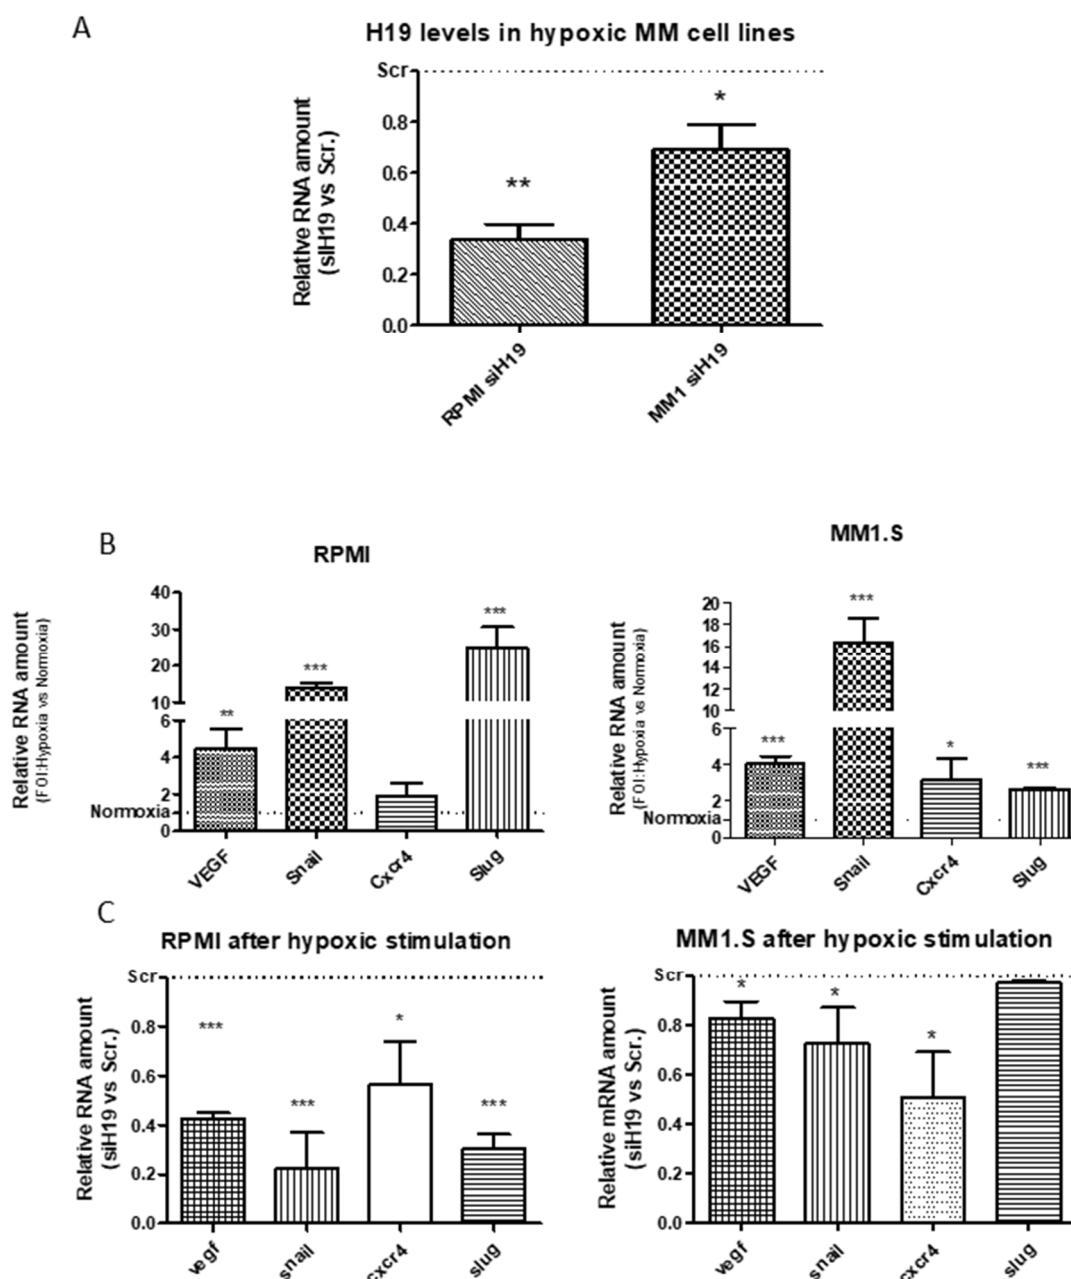 A
H19 levels in hypoxic MM cell lines
Relative RNA amount
(siH19 vs Scr.)
Scr
0.8
0.6
0.4
0.2
0.0
**
*
RPMI siH19
MM1 siH19
B
RPMI
Relative RNA amount
(FOI:Hypoxia vs Normoxia)
40
30
20
10
6
4
2
Normoxia
0
**
***
***
VEGF
Snail
Cxcr4
Slug
MM1.S
Relative RNA amount
(FOI:Hypoxia vs Normoxia)
20
18
16
14
12
10
6
4
2
Normoxia
0
***
***
*
***
VEGF
Snail
Cxcr4
Slug
C
RPMI after hypoxic stimulation
Relative RNA amount
(siH19 vs Scr.)
Scr
0.8
0.6
0.4
0.2
0.0
***
***
*
***
vegf
snail
cxcr4
slug
MM1.S after hypoxic stimulation
Relative mRNA amount
(siH19 vs Scr.)
Scr
0.8
0.6
0.4
0.2
0.0
*
*
*
vegf
snail
cxcr4
slug